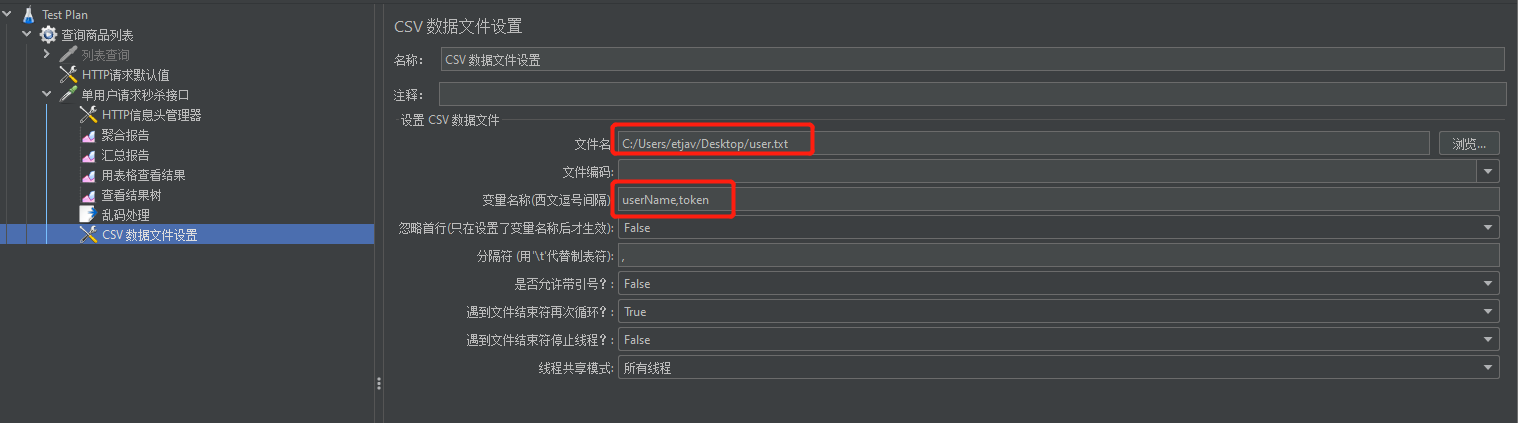 Test Plan
查询商品列表
列表查询
HTTP请求默认值
单用户请求秒杀接口
HTTP信息头管理器
聚合报告
汇总报告
用表格查看结果
查看结果树
乱码处理
CSV 数据文件设置
CSV 数据文件设置
名称： CSV 数据文件设置
注释：
设置 CSV 数据文件
文件名 C:/Users/etjav/Desktop/user.txt 浏览...
文件编码:
变量名称(西文逗号间隔) userName,token
忽略首行(只在设置了变量名称后才生效): False
分隔符 (用'\t'代替制表符): ,
是否允许带引号？: False
遇到文件结束符再次循环？: True
遇到文件结束符停止线程？: False
线程共享模式: 所有线程